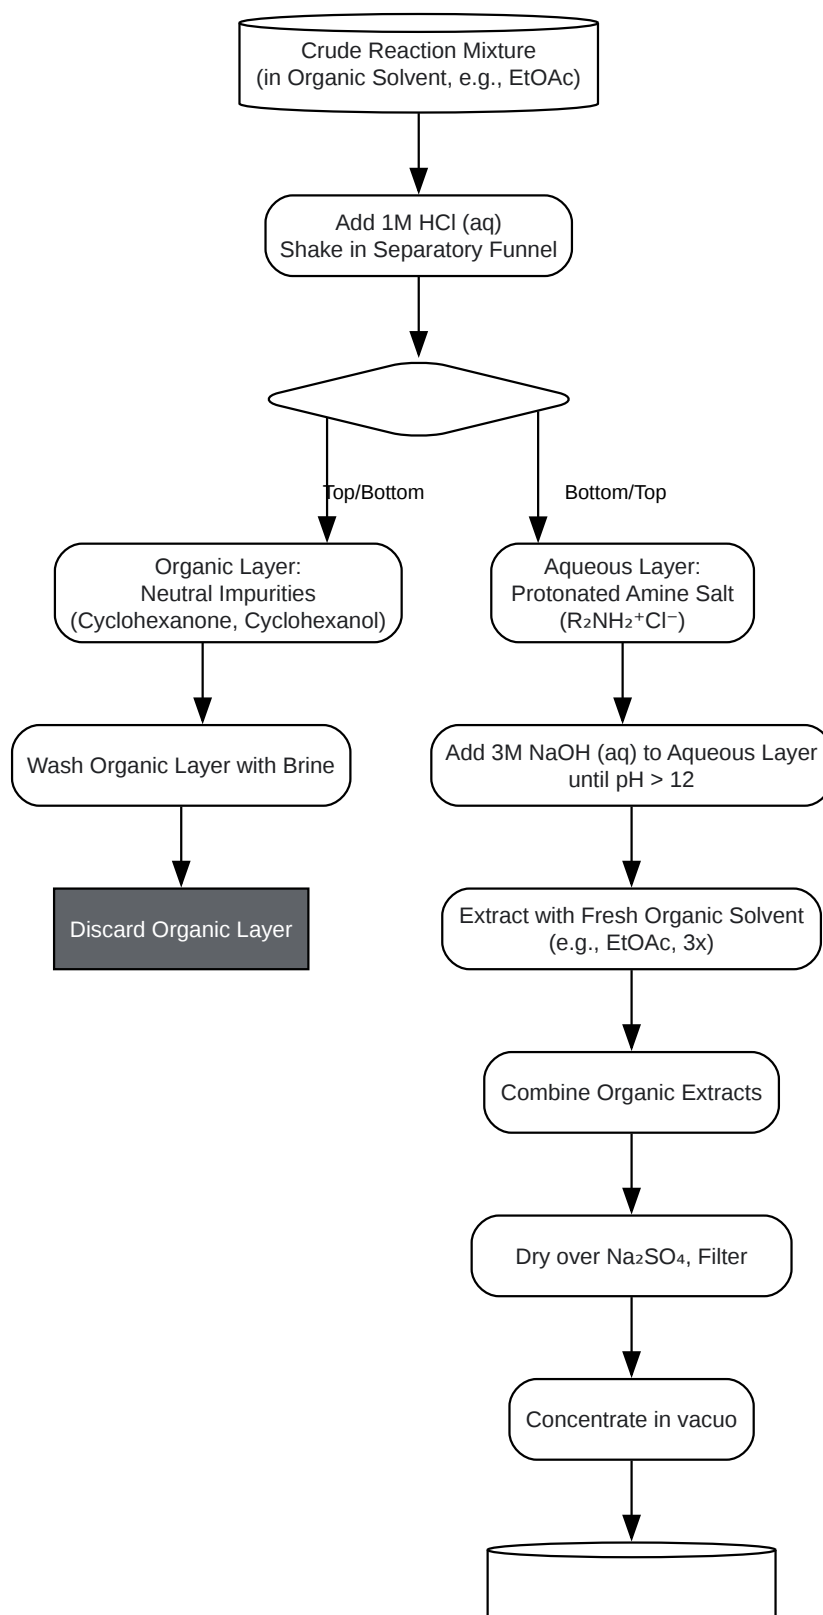 Crude Reaction Mixture
(in Organic Solvent, e.g., EtOAc)
Add 1M HCl (aq)
Shake in Separatory Funnel
Top/Bottom
Bottom/Top
Organic Layer:
Neutral Impurities
(Cyclohexanone, Cyclohexanol)
Aqueous Layer:
Protonated Amine Salt
(R₂NH₂⁺Cl⁻)
Wash Organic Layer with Brine
Add 3M NaOH (aq) to Aqueous Layer
until pH > 12
Discard Organic Layer
Extract with Fresh Organic Solvent
(e.g., EtOAc, 3x)
Combine Organic Extracts
Dry over Na₂SO₄, Filter
Concentrate in vacuo